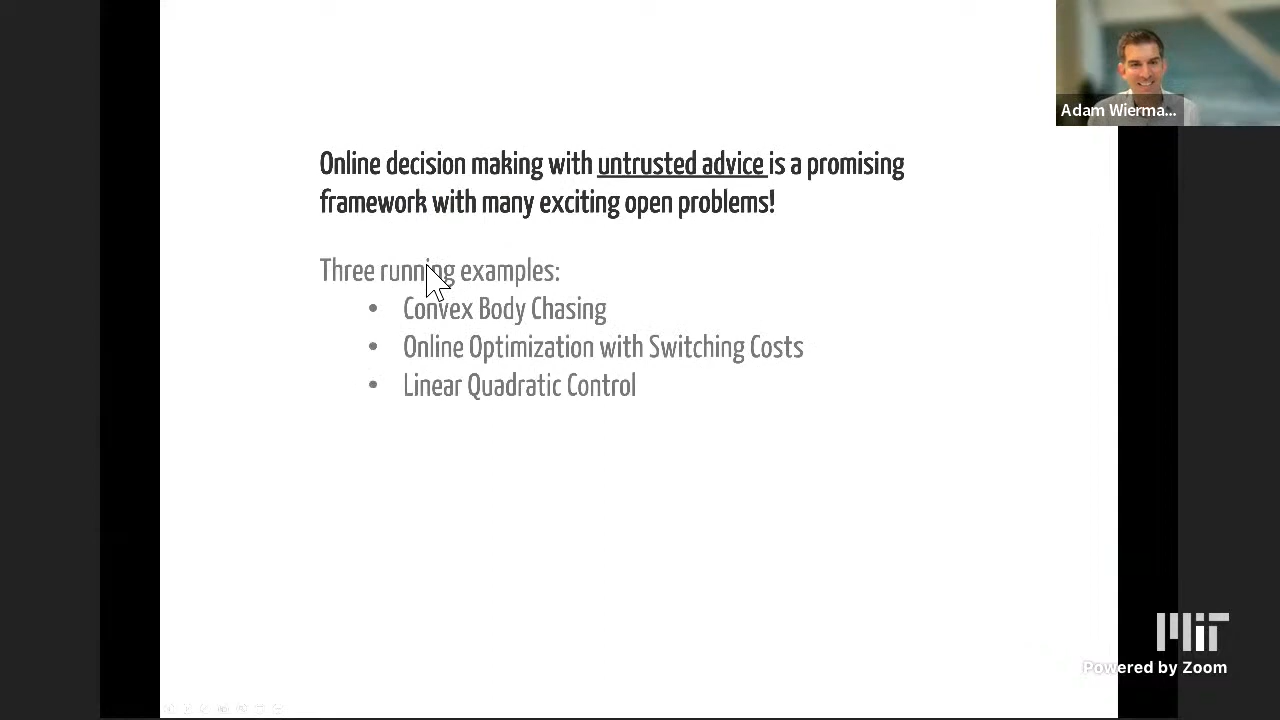 Adam Wierma...
Online decision making with untrusted advice is a promising
framework with many exciting open problems!
Three running examples:
• Convex Body Chasing
• Online Optimization with Switching Costs
• Linear Quadratic Control
MIT
Powered by Zoom